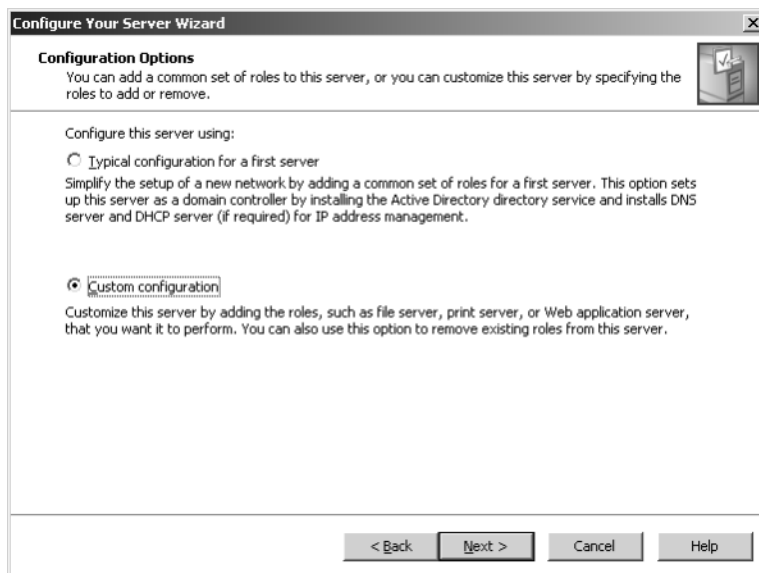 Configure Your Server Wizard
Configuration Options
You can add a common set of roles to this server, or you can customize this server by specifying the
roles to add or remove.
Configure this server using:
Typical configuration for a first server
Simplify the setup of a new network by adding a common set of roles for a first server. This option sets
up this server as a domain controller by installing the Active Directory directory service and installs DNS
server and DHCP server (if required) for IP address management.
Custom configuration
Customize this server by adding the roles, such as file server, print server, or Web application server,
that you want it to perform. You can also use this option to remove existing roles from this server.
< Back Next > Cancel Help